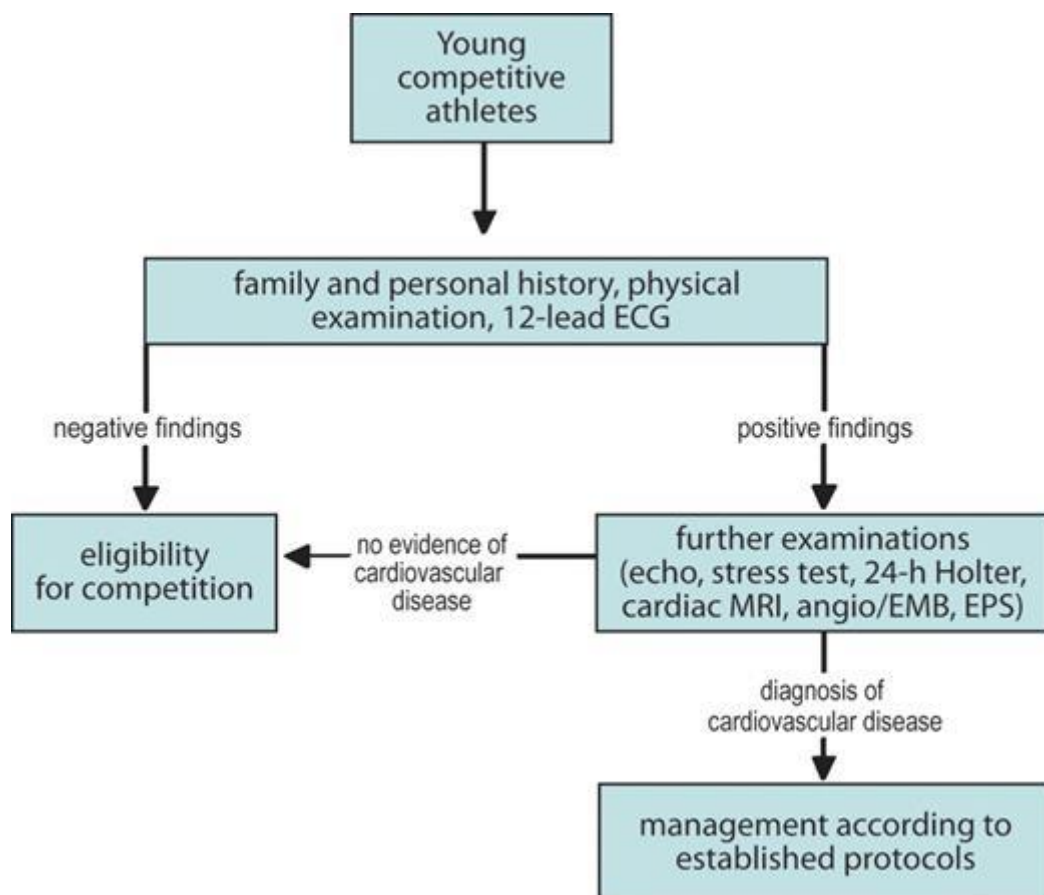 Young
competitive
athletes
family and personal history, physical
examination, 12-lead ECG
negative findings
positive findings
eligibility
for competition
no evidence of
cardiovascular
disease
further examinations
(echo, stress test, 24-h Holter,
cardiac MRI, angio/EMB, EPS)
diagnosis of
cardiovascular disease
management according to
established protocols